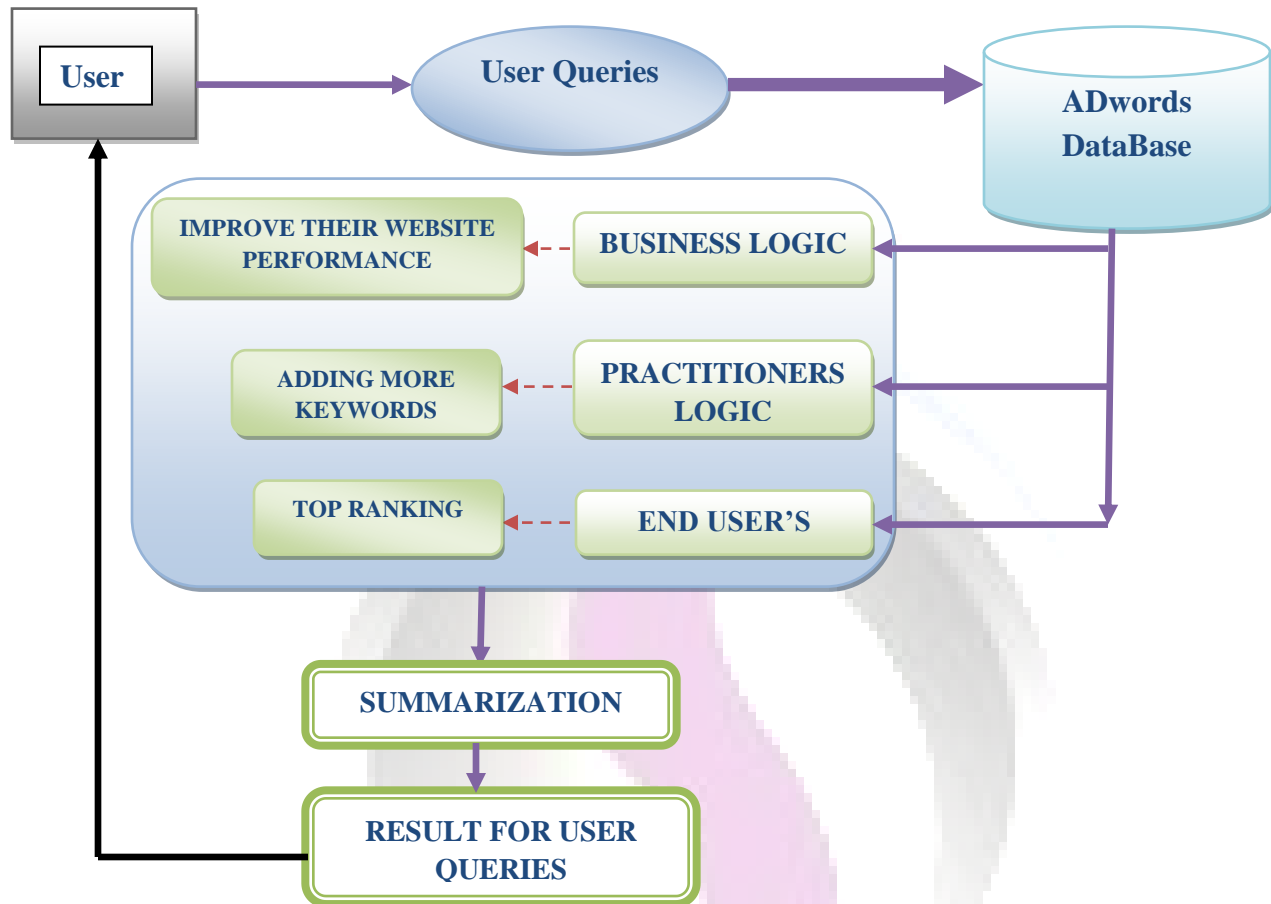 User
User Queries
ADwords
DataBase
IMPROVE THEIR WEBSITE
PERFORMANCE
BUSINESS LOGIC
ADDING MORE
KEYWORDS
PRACTITIONERS
LOGIC
TOP RANKING
END USER’S
SUMMARIZATION
RESULT FOR USER
QUERIES